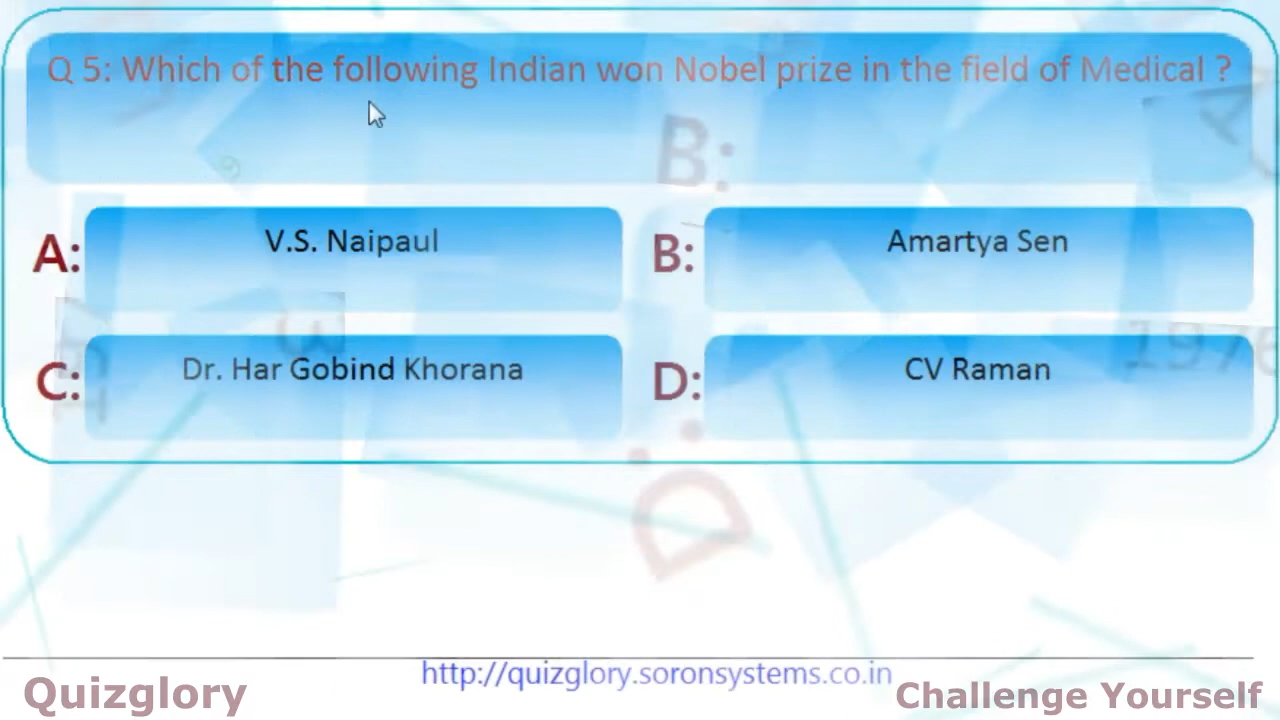 Q 5: Which of the following Indian won Nobel prize in the field of Medical ?
B:
A:
V.S. Naipaul
B:
Amartya Sen
C:
Dr. Har Gobind Khorana
D:
CV Raman
1976
D:
http://quizglory.soronsystems.co.in
Quizglory
Challenge Yourself